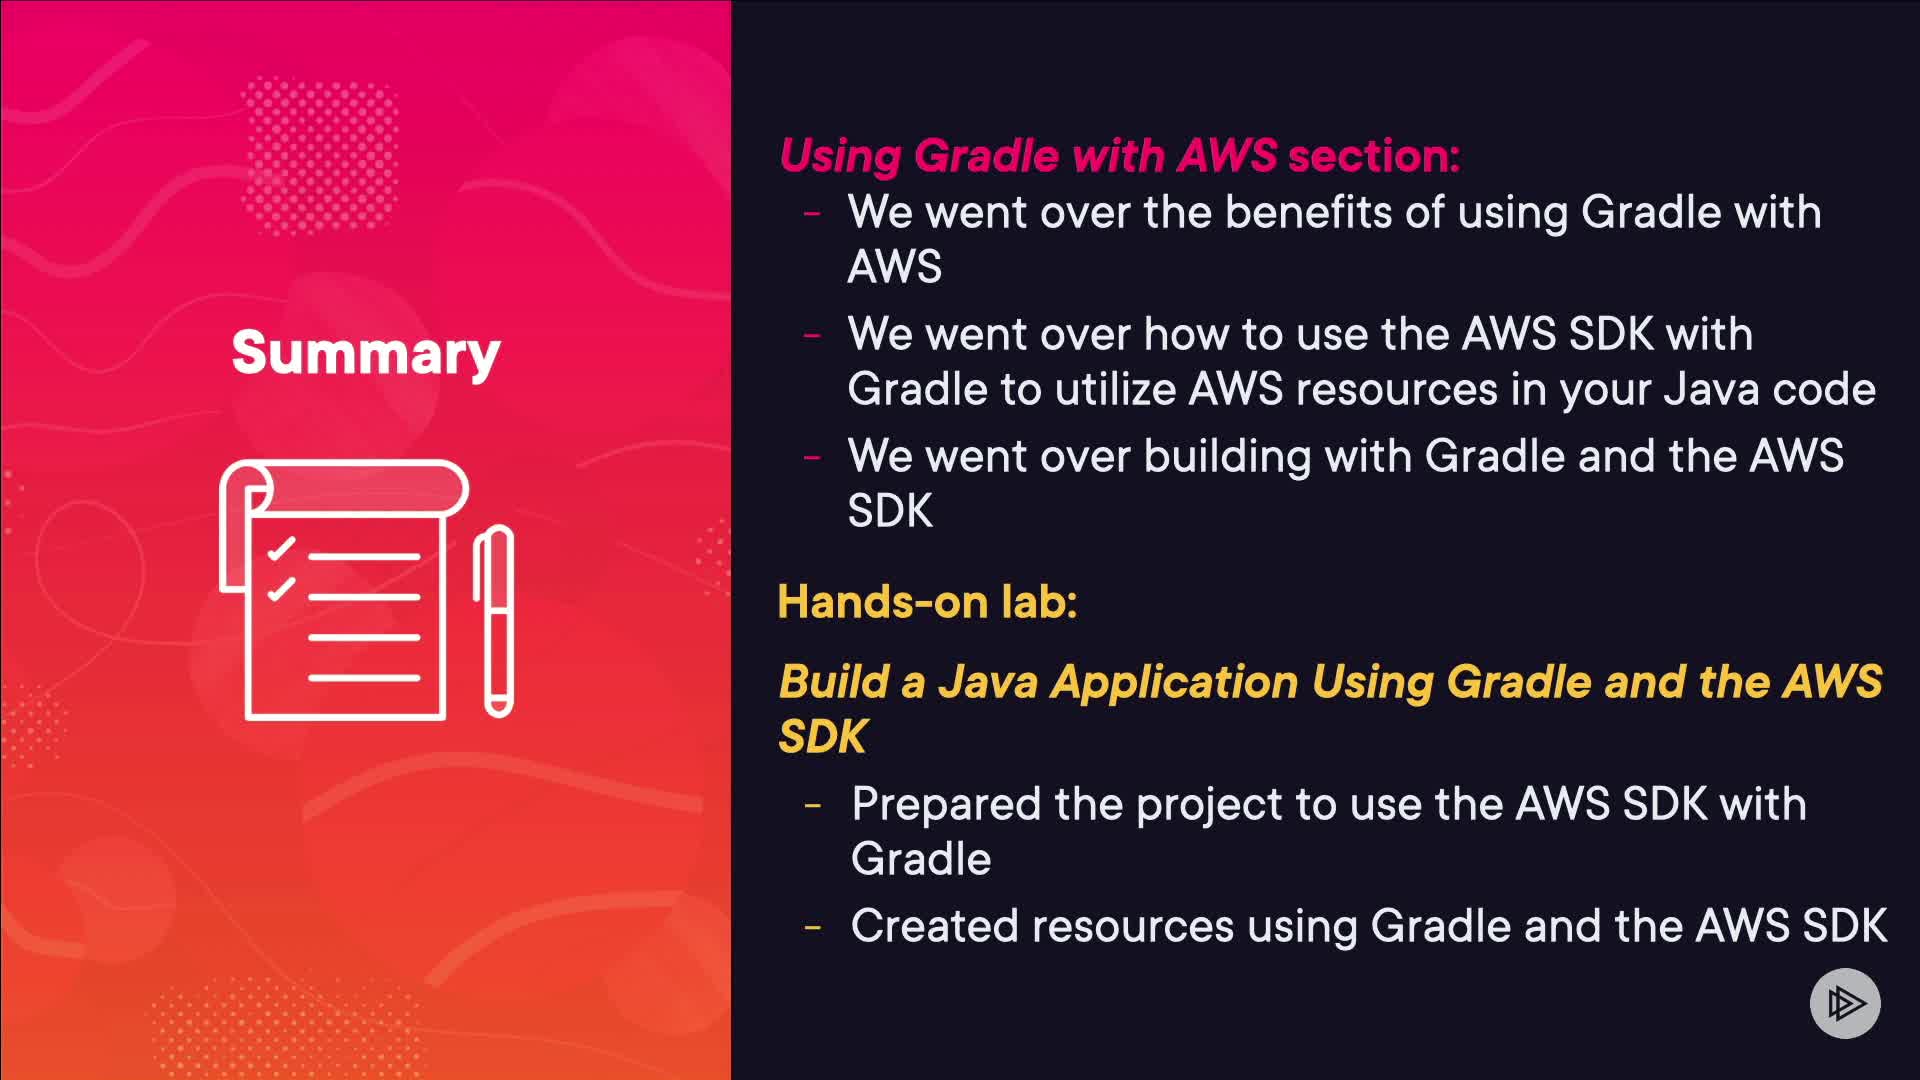 Summary
Using Gradle with AWS section:
- We went over the benefits of using Gradle with
AWS
- We went over how to use the AWS SDK with
Gradle to utilize AWS resources in your Java code
- We went over building with Gradle and the AWS
SDK
Hands-on lab:
Build a Java Application Using Gradle and the AWS
SDK
- Prepared the project to use the AWS SDK with
Gradle
- Created resources using Gradle and the AWS SDK